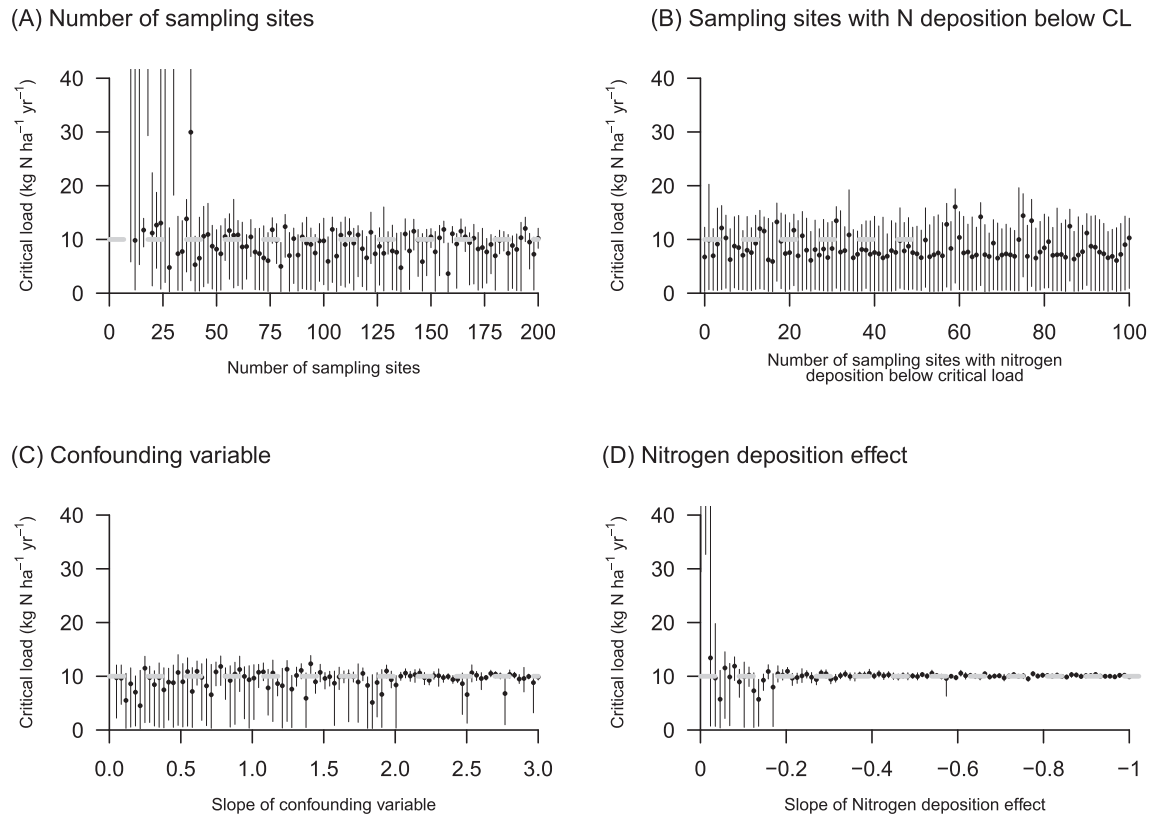 (A) Number of sampling sites
Critical load (kg N ha⁻¹ yr⁻¹)
40
30
20
10
0
0 25 50 75 100 125 150 175 200
Number of sampling sites
(B) Sampling sites with N deposition below CL
Critical load (kg N ha⁻¹ yr⁻¹)
40
30
20
10
0
0 20 40 60 80 100
Number of sampling sites with nitrogen
deposition below critical load
(C) Confounding variable
Critical load (kg N ha⁻¹ yr⁻¹)
40
30
20
10
0
0.0 0.5 1.0 1.5 2.0 2.5 3.0
Slope of confounding variable
(D) Nitrogen deposition effect
Critical load (kg N ha⁻¹ yr⁻¹)
40
30
20
10
0
0 −0.2 −0.4 −0.6 −0.8 −1
Slope of Nitrogen deposition effect